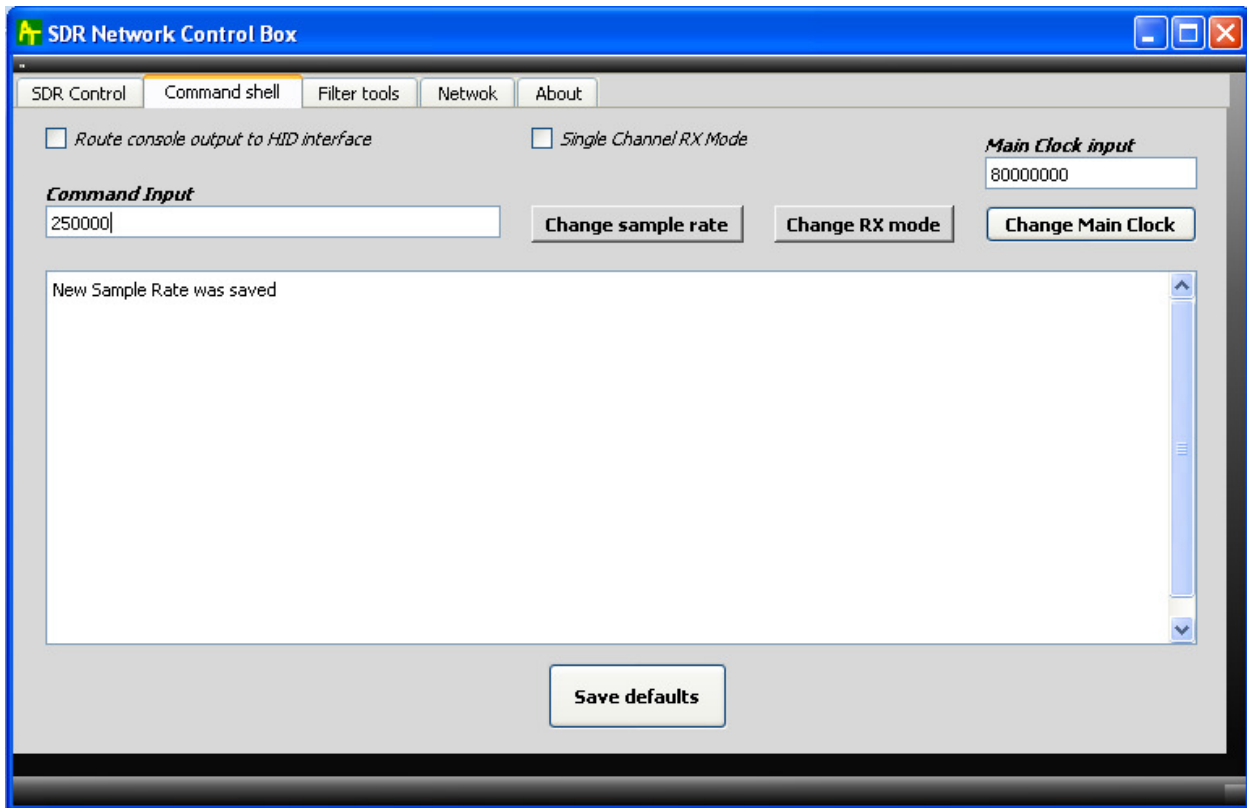 SDR Network Control Box
SDR Control Command shell Filter tools Netwok About
Route console output to HID interface
Single Channel RX Mode
Main Clock input
80000000
Command Input
250000
Change sample rate
Change RX mode
Change Main Clock
New Sample Rate was saved
Save defaults